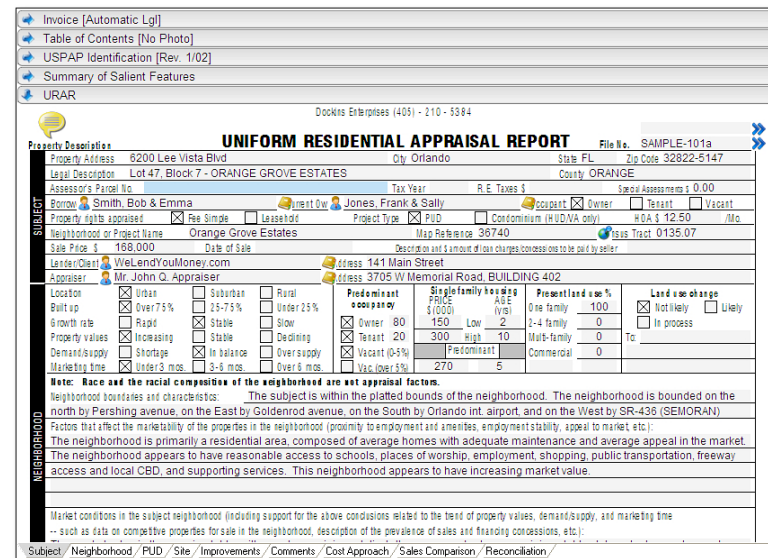 Invoice [Automatic Lgl]
Table of Contents [No Photo]
USPAP Identification [Rev. 1/02]
Summary of Salient Features
URAR
Dockins Enterprises (405) - 210 - 5384
Property Description UNIFORM RESIDENTIAL APPRAISAL REPORT File No. SAMPLE-101a
SUBJECT
Property Address 6200 Lee Vista Blvd City Orlando State FL Zip Code 32822-5147
Legal Description Lot 47, Block 7 - ORANGE GROVE ESTATES County ORANGE
Assessor's Parcel No. Tax Year R.E. Taxes $ Special Assessments $ 0.00
Borrow Smith, Bob & Emma urrent Ow Jones, Frank & Sally ccupant Owner Tenant Vacant
Property rights appraised Fee Simple Leasehold Project Type PUD Condominium (HUD/VA only) HOA $ 12.50 /Mo.
Neighborhood or Project Name Orange Grove Estates Map Reference 36740 nsus Tract 0135.07
Sale Price $ 168,000 Date of Sale Description and $ amount of loan charges/concessions to be paid by seller
Lender/Client WeLendYouMoney.com ddress 141 Main Street
Appraiser Mr. John Q. Appraiser ddress 3705 W Memorial Road, BUILDING 402
NEIGHBORHOOD
Location Urban Suburban Rural Predominant occupancy Single family housing PRICE $(000) AGE (yrs) Present land use % Land use change
Built up Over 75% 25-75% Under 25% One family 100 Not likely Likely
Growth rate Rapid Stable Slow Owner 80 150 Low 2 2-4 family 0 In process
Property values Increasing Stable Declining Tenant 20 300 High 10 Multi-family 0 To:
Demand/supply Shortage In balance Over supply Vacant (0-5%) Predominant Commercial 0
Marketing time Under 3 mos. 3-6 mos. Over 6 mos. Vac. (over 5%) 270 5
Note: Race and the racial composition of the neighborhood are not appraisal factors.
Neighborhood boundaries and characteristics: The subject is within the platted bounds of the neighborhood. The neighborhood is bounded on the
north by Pershing avenue, on the East by Goldenrod avenue, on the South by Orlando int. airport, and on the West by SR-436 (SEMORAN)
Factors that affect the marketability of the properties in the neighborhood (proximity to employment and amenities, employment stability, appeal to market, etc.):
The neighborhood is primarily a residential area, composed of average homes with adequate maintenance and average appeal in the market.
The neighborhood appears to have reasonable access to schools, places of worship, employment, shopping, public transportation, freeway
access and local CBD, and supporting services. This neighborhood appears to have increasing market value.
Market conditions in the subject neighborhood (including support for the above conclusions related to the trend of property values, demand/supply, and marketing time
-- such as data on competitive properties for sale in the neighborhood, description of the prevalence of sales and financing concessions, etc.):
Subject Neighborhood PUD Site Improvements Comments Cost Approach Sales Comparison Reconciliation